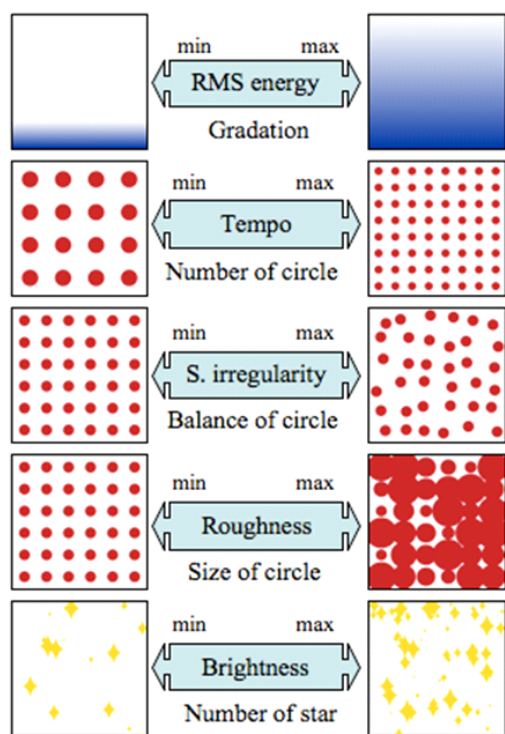 min max
RMS energy
Gradation
min max
Tempo
Number of circle
min max
S. irregularity
Balance of circle
min max
Roughness
Size of circle
min max
Brightness
Number of star